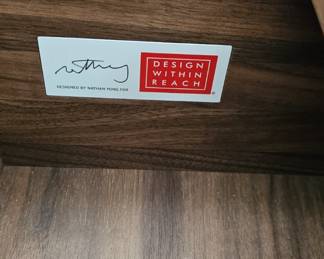 DESIGN
WITHIN
REACH
DESIGNED BY NATHAN YONG FOR